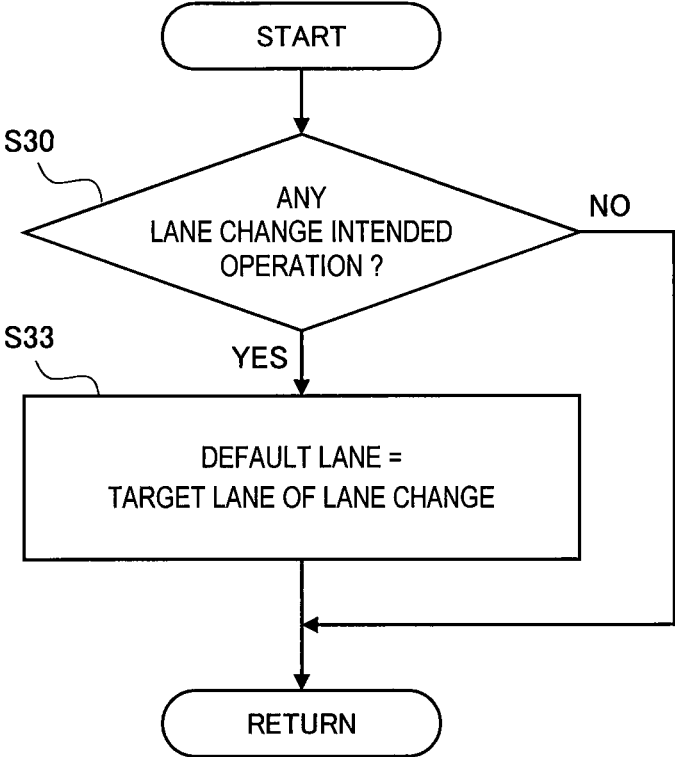 START
S30
ANY
LANE CHANGE INTENDED
OPERATION ?
NO
S33
YES
DEFAULT LANE =
TARGET LANE OF LANE CHANGE
RETURN